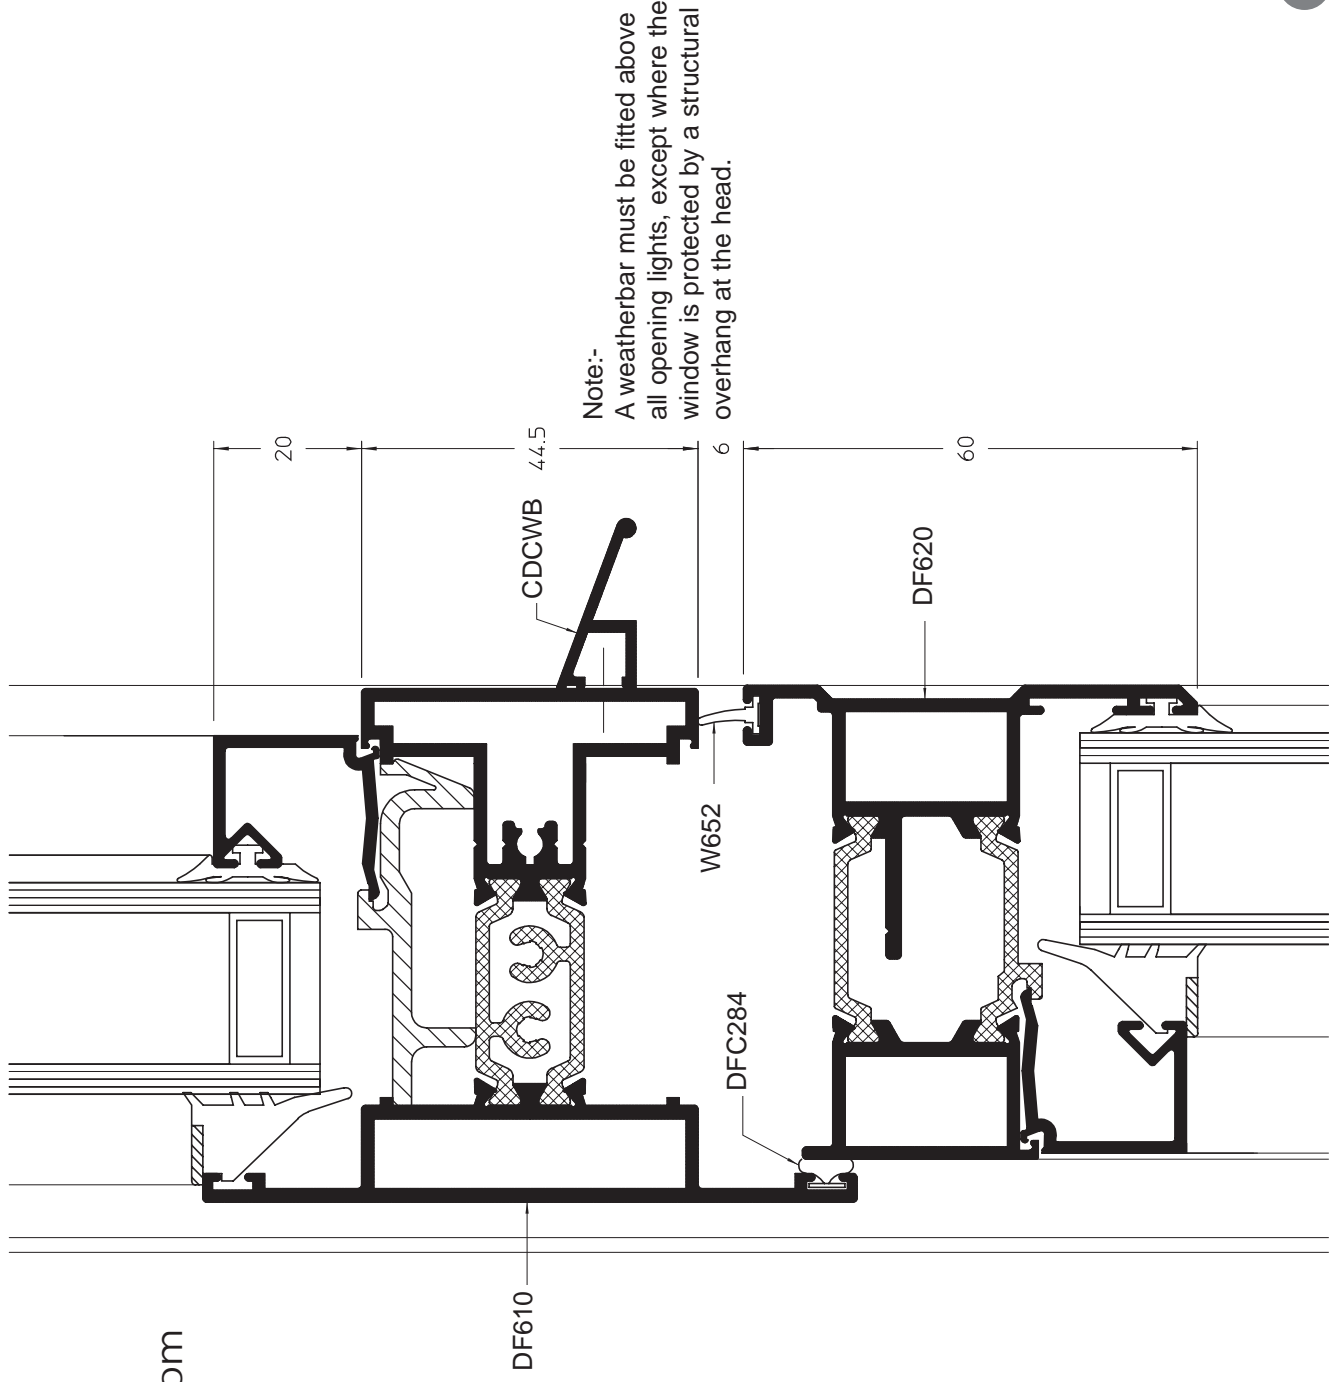 Note:-
A weatherbar must be fitted above
all opening lights, except where the
window is protected by a structural
overhang at the head.
20
44.5
6
60
CDCWB
DF620
W652
DFC284
DF610
om